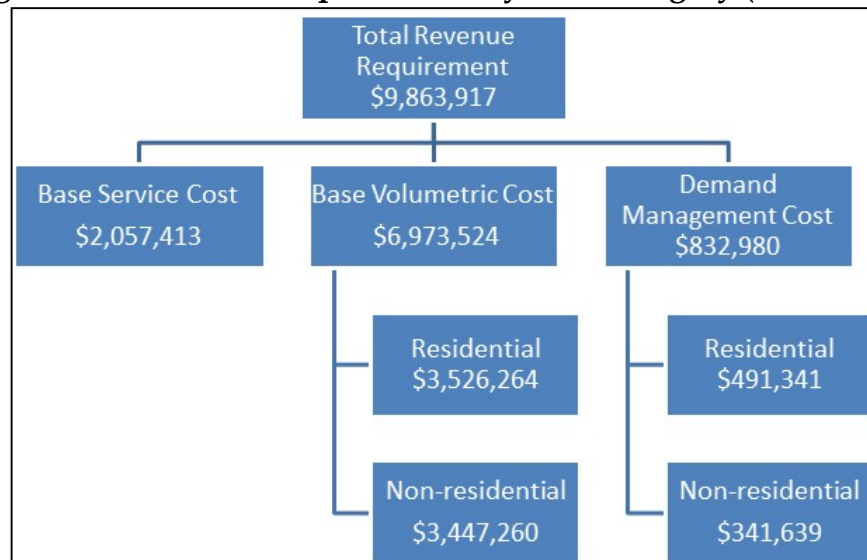 Total Revenue
Requirement
$9,863,917
Base Service Cost
$2,057,413
Base Volumetric Cost
$6,973,524
Demand
Management Cost
$832,980
Residential
$3,526,264
Non-residential
$3,447,260
Residential
$491,341
Non-residential
$341,639